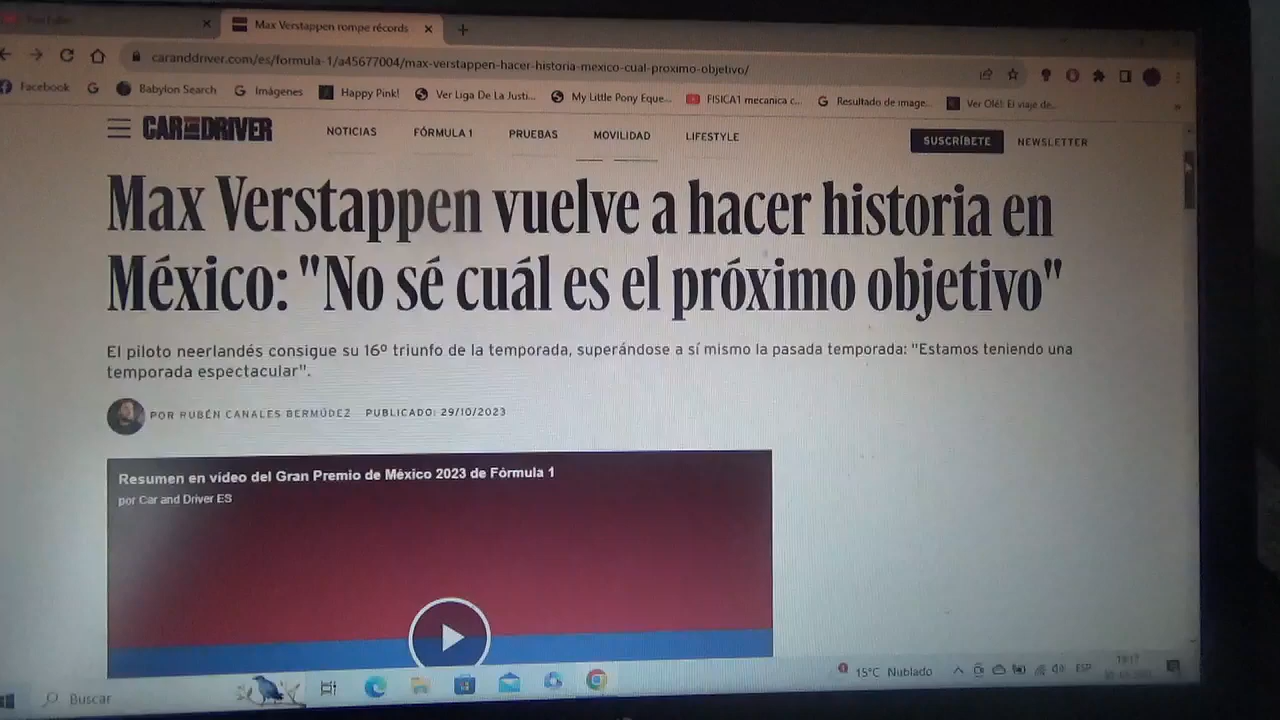 Max Verstappen rompe récords
caranddriver.com/es/formula-1/a45677004/max-verstappen-hacer-historia-mexico-cual-proximo-objetivo/
Facebook
Babylon Search
Imágenes
Happy Pink!
Ver Liga De La Justi...
My Little Pony Eque...
FISICA1 mecanica c...
Resultado de image...
Ver Olé! El viaje de...
CAR AND DRIVER
NOTICIAS
FÓRMULA 1
PRUEBAS
MOVILIDAD
LIFESTYLE
SUSCRÍBETE
NEWSLETTER
Max Verstappen vuelve a hacer historia en
México: "No sé cuál es el próximo objetivo"
El piloto neerlandés consigue su 16º triunfo de la temporada, superándose a sí mismo la pasada temporada: "Estamos teniendo una
temporada espectacular".
POR RUBÉN CANALES BERMÚDEZ PUBLICADO: 29/10/2023
Resumen en vídeo del Gran Premio de México 2023 de Fórmula 1
por Car and Driver ES
Buscar
15°C Nublado
ESP
19:17